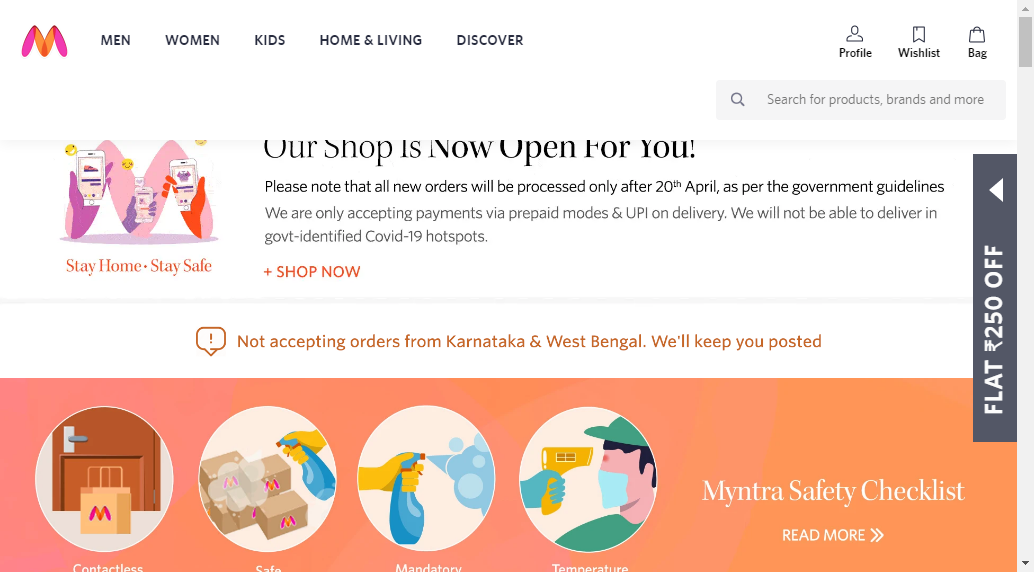 MEN WOMEN KIDS HOME & LIVING DISCOVER
Profile Wishlist Bag
Search for products, brands and more
Our Shop Is Now Open For You!
Please note that all new orders will be processed only after 20th April, as per the government guidelines
We are only accepting payments via prepaid modes & UPI on delivery. We will not be able to deliver in
govt-identified Covid-19 hotspots.
Stay Home • Stay Safe
+ SHOP NOW
FLAT ₹250 OFF
Not accepting orders from Karnataka & West Bengal. We'll keep you posted
Myntra Safety Checklist
READ MORE
Contactless Safe Mandatory Temperature